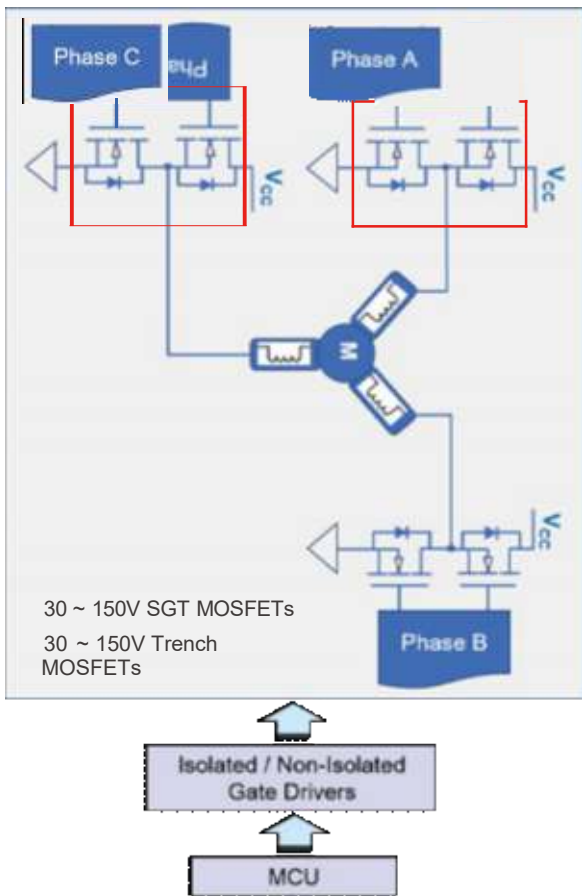 Phase C
Pha
Phase A
Vcc
Vcc
M
Vcc
30 ~ 150V SGT MOSFETs
30 ~ 150V Trench
MOSFETs
Phase B
Isolated / Non-Isolated
Gate Drivers
MCU